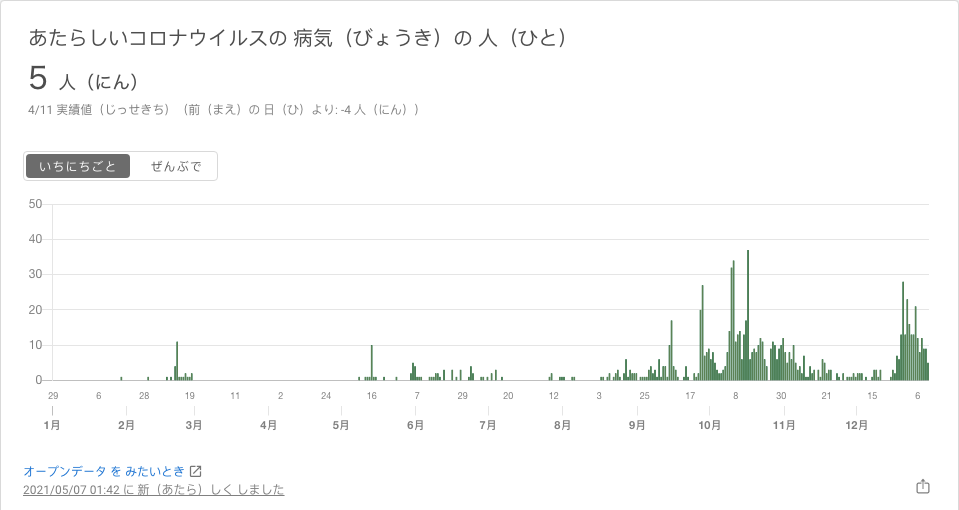 あたらしいコロナウイルスの 病気（びょうき）の 人（ひと）
5 人（にん）
4/11 実績値（じっせきち）（前（まえ）の 日（ひ）より: -4 人（にん））
いちにちごと ぜんぶで
50
40
30
20
10
0
29 6 28 19 11 2 24 16 7 29 20 12 3 25 17 8 30 21 15 6
1月 2月 3月 4月 5月 6月 7月 8月 9月 10月 11月 12月
オープンデータ を みたいとき
2021/05/07 01:42 に 新（あたら）しく しました